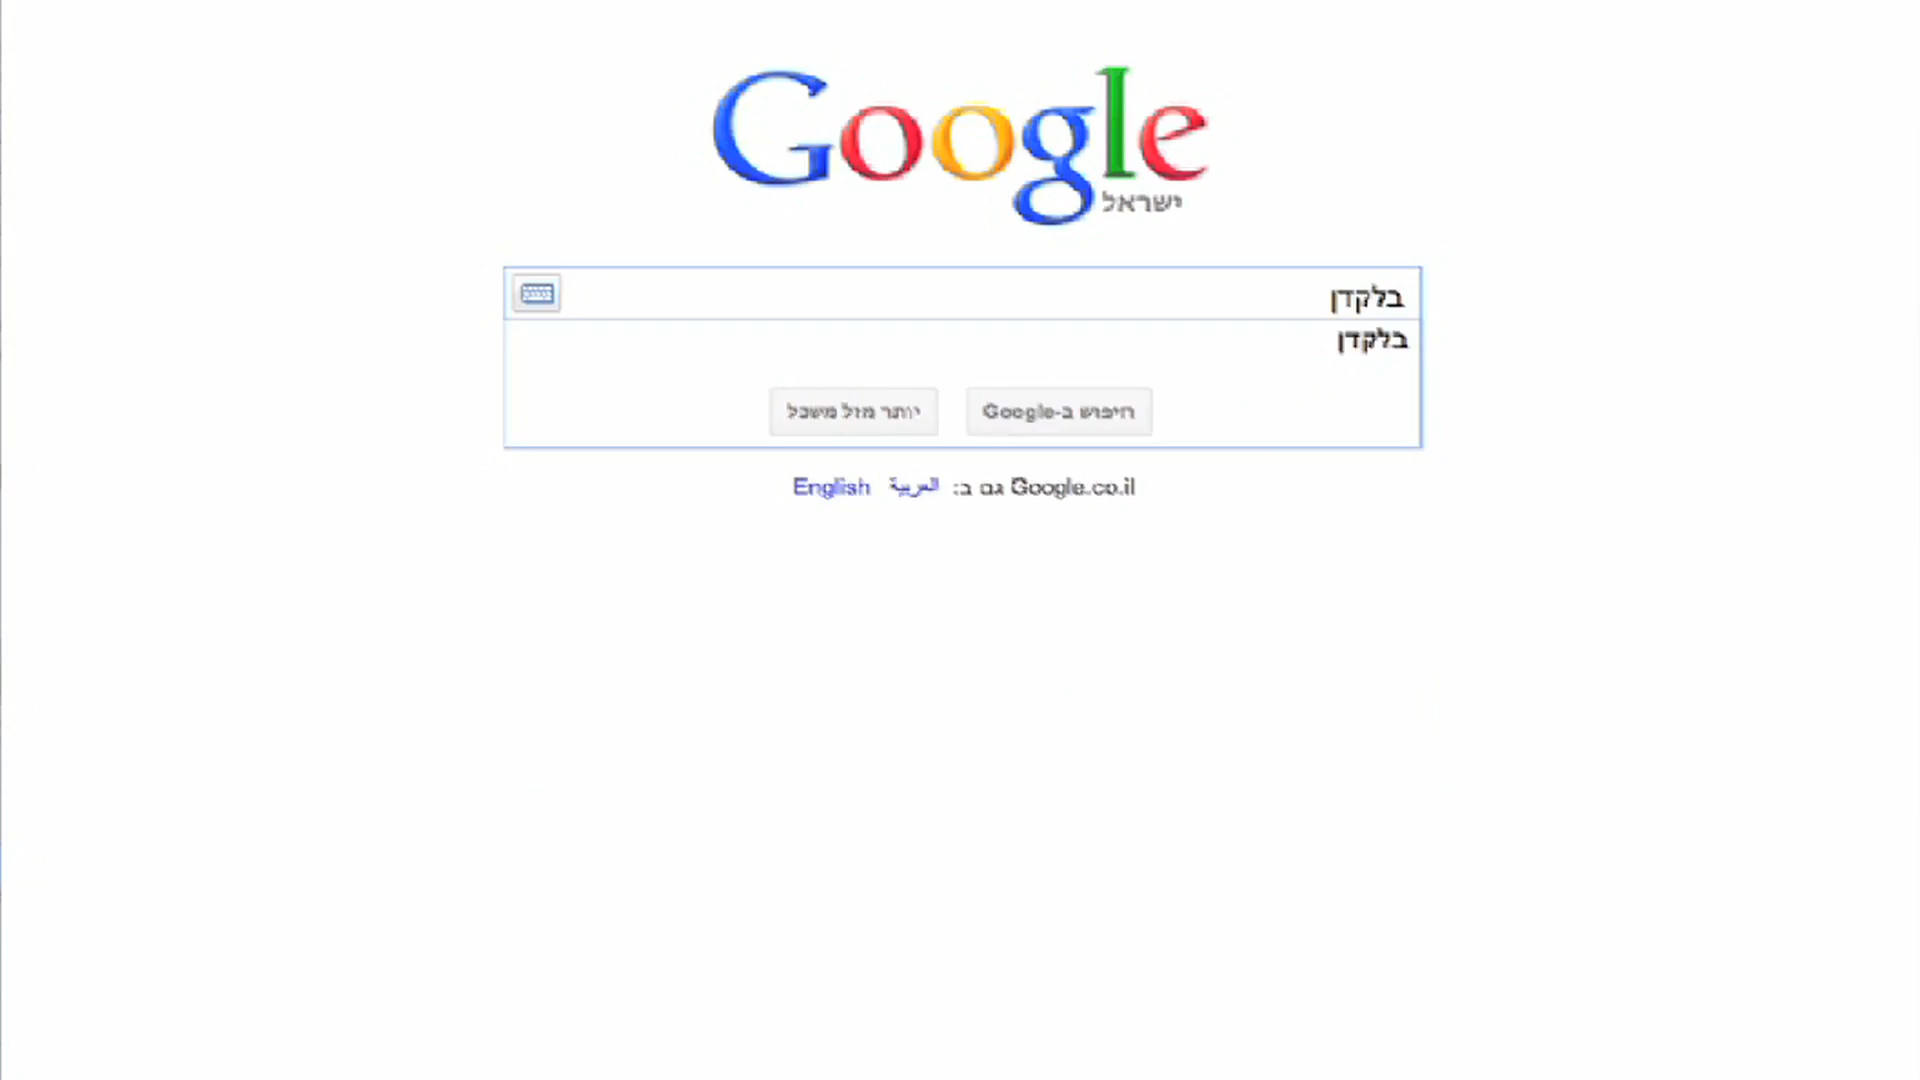 Google
ישראל
בלקדן
בלקדן
חיפוש ב-Google
יותר מזל משכל
Google.co.il גם ב: العربية English